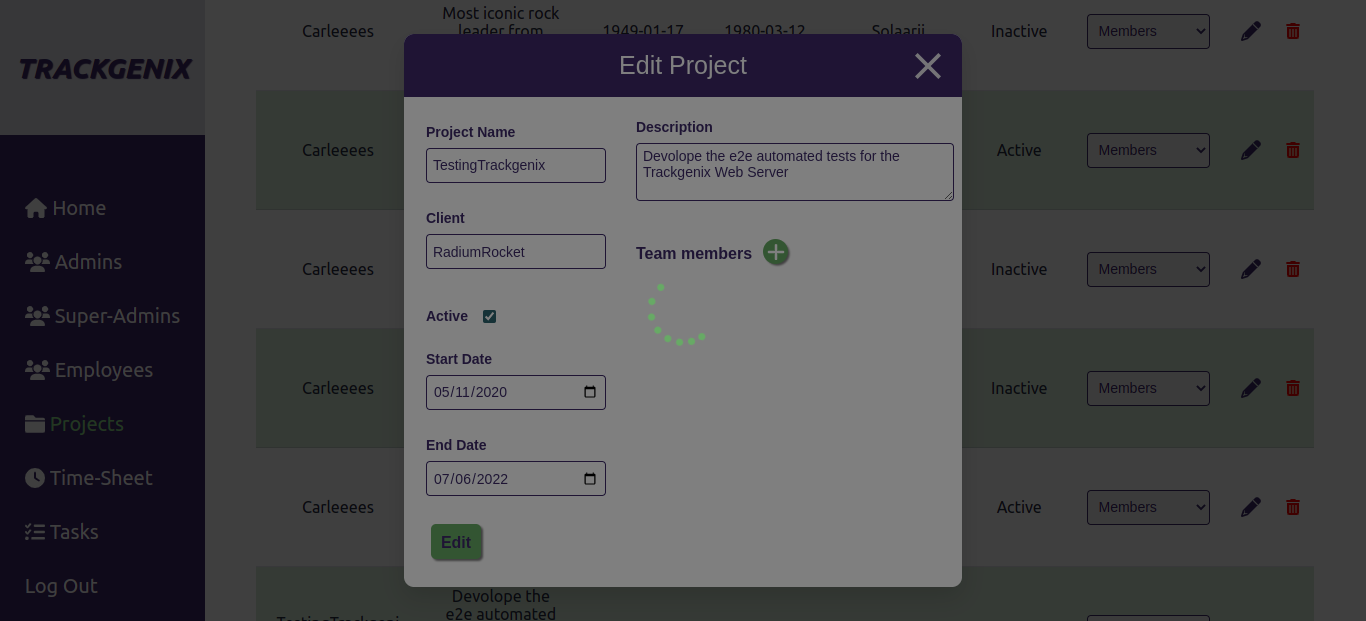 TRACKGENIX
Home
Admins
Super-Admins
Employees
Projects
Time-Sheet
Tasks
Log Out
Carleeees
Most iconic rock
leader from
1949-01-17
1980-03-12
Solaarii
Inactive
Members
Carleeees
Active
Members
Carleeees
Inactive
Members
Carleeees
Inactive
Members
Carleeees
Active
Members
Devolope the
e2e automated
Edit Project
Project Name
TestingTrackgenix
Client
RadiumRocket
Active
Start Date
05/11/2020
End Date
07/06/2022
Edit
Description
Devolope the e2e automated tests for the
Trackgenix Web Server
Team members